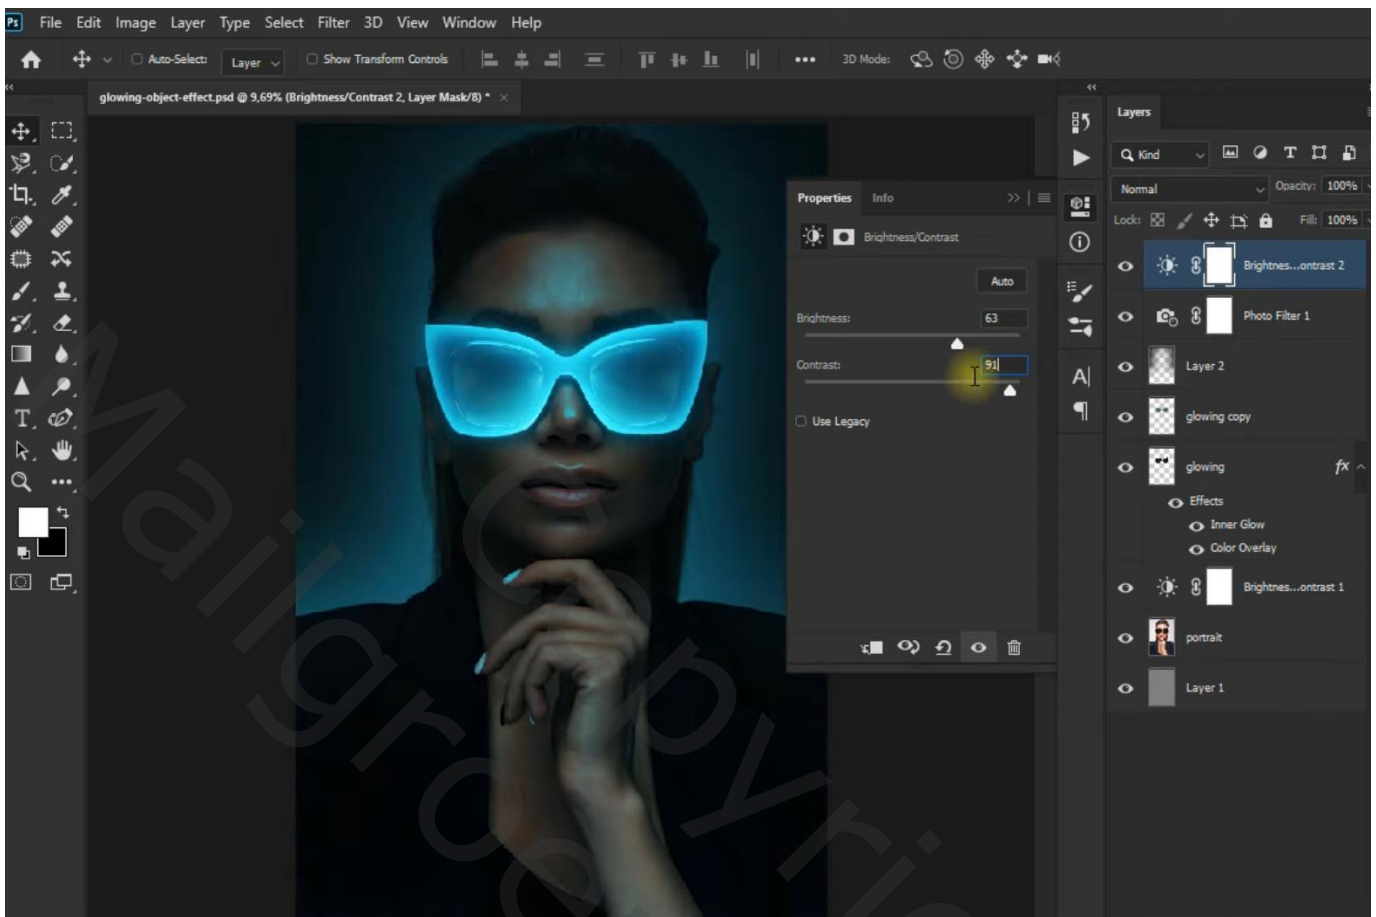 Ps File Edit Image Layer Type Select Filter 3D View Window Help
Auto-Select: Layer Show Transform Controls 3D Mode:
glowing-object-effect.psd @ 9,69% (Brightness/Contrast 2, Layer Mask/8) *
Properties Info
Brightness/Contrast
Auto
Brightness: 63
Contrast: 91
Use Legacy
Layers
Kind
Normal Opacity: 100%
Lock: Fill: 100%
Brightnes...ontrast 2
Photo Filter 1
Layer 2
glowing copy
glowing fx
Effects
Inner Glow
Color Overlay
Brightnes...ontrast 1
portrait
Layer 1